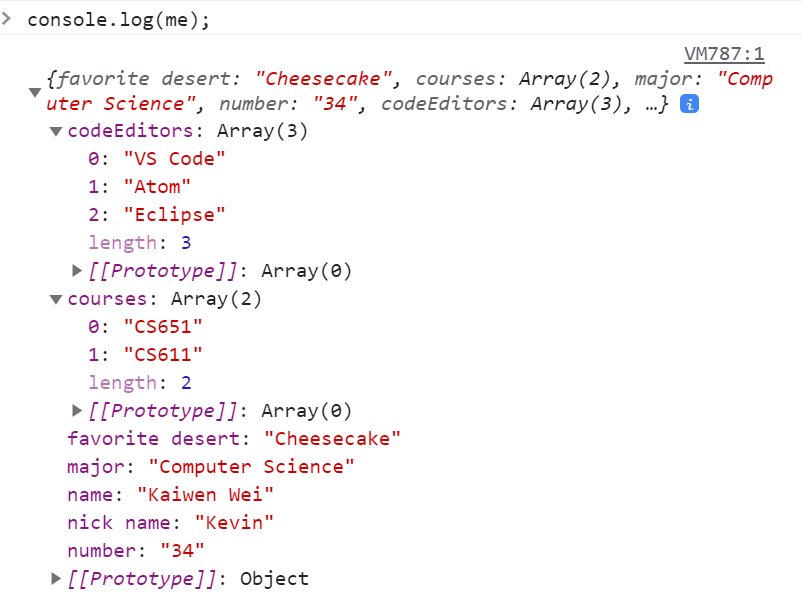 > console.log(me);
VM787:1
▼ {favorite desert: "Cheesecake", courses: Array(2), major: "Comp
uter Science", number: "34", codeEditors: Array(3), …} i
▼ codeEditors: Array(3)
0: "VS Code"
1: "Atom"
2: "Eclipse"
length: 3
▶ [[Prototype]]: Array(0)
▼ courses: Array(2)
0: "CS651"
1: "CS611"
length: 2
▶ [[Prototype]]: Array(0)
favorite desert: "Cheesecake"
major: "Computer Science"
name: "Kaiwen Wei"
nick name: "Kevin"
number: "34"
▶ [[Prototype]]: Object